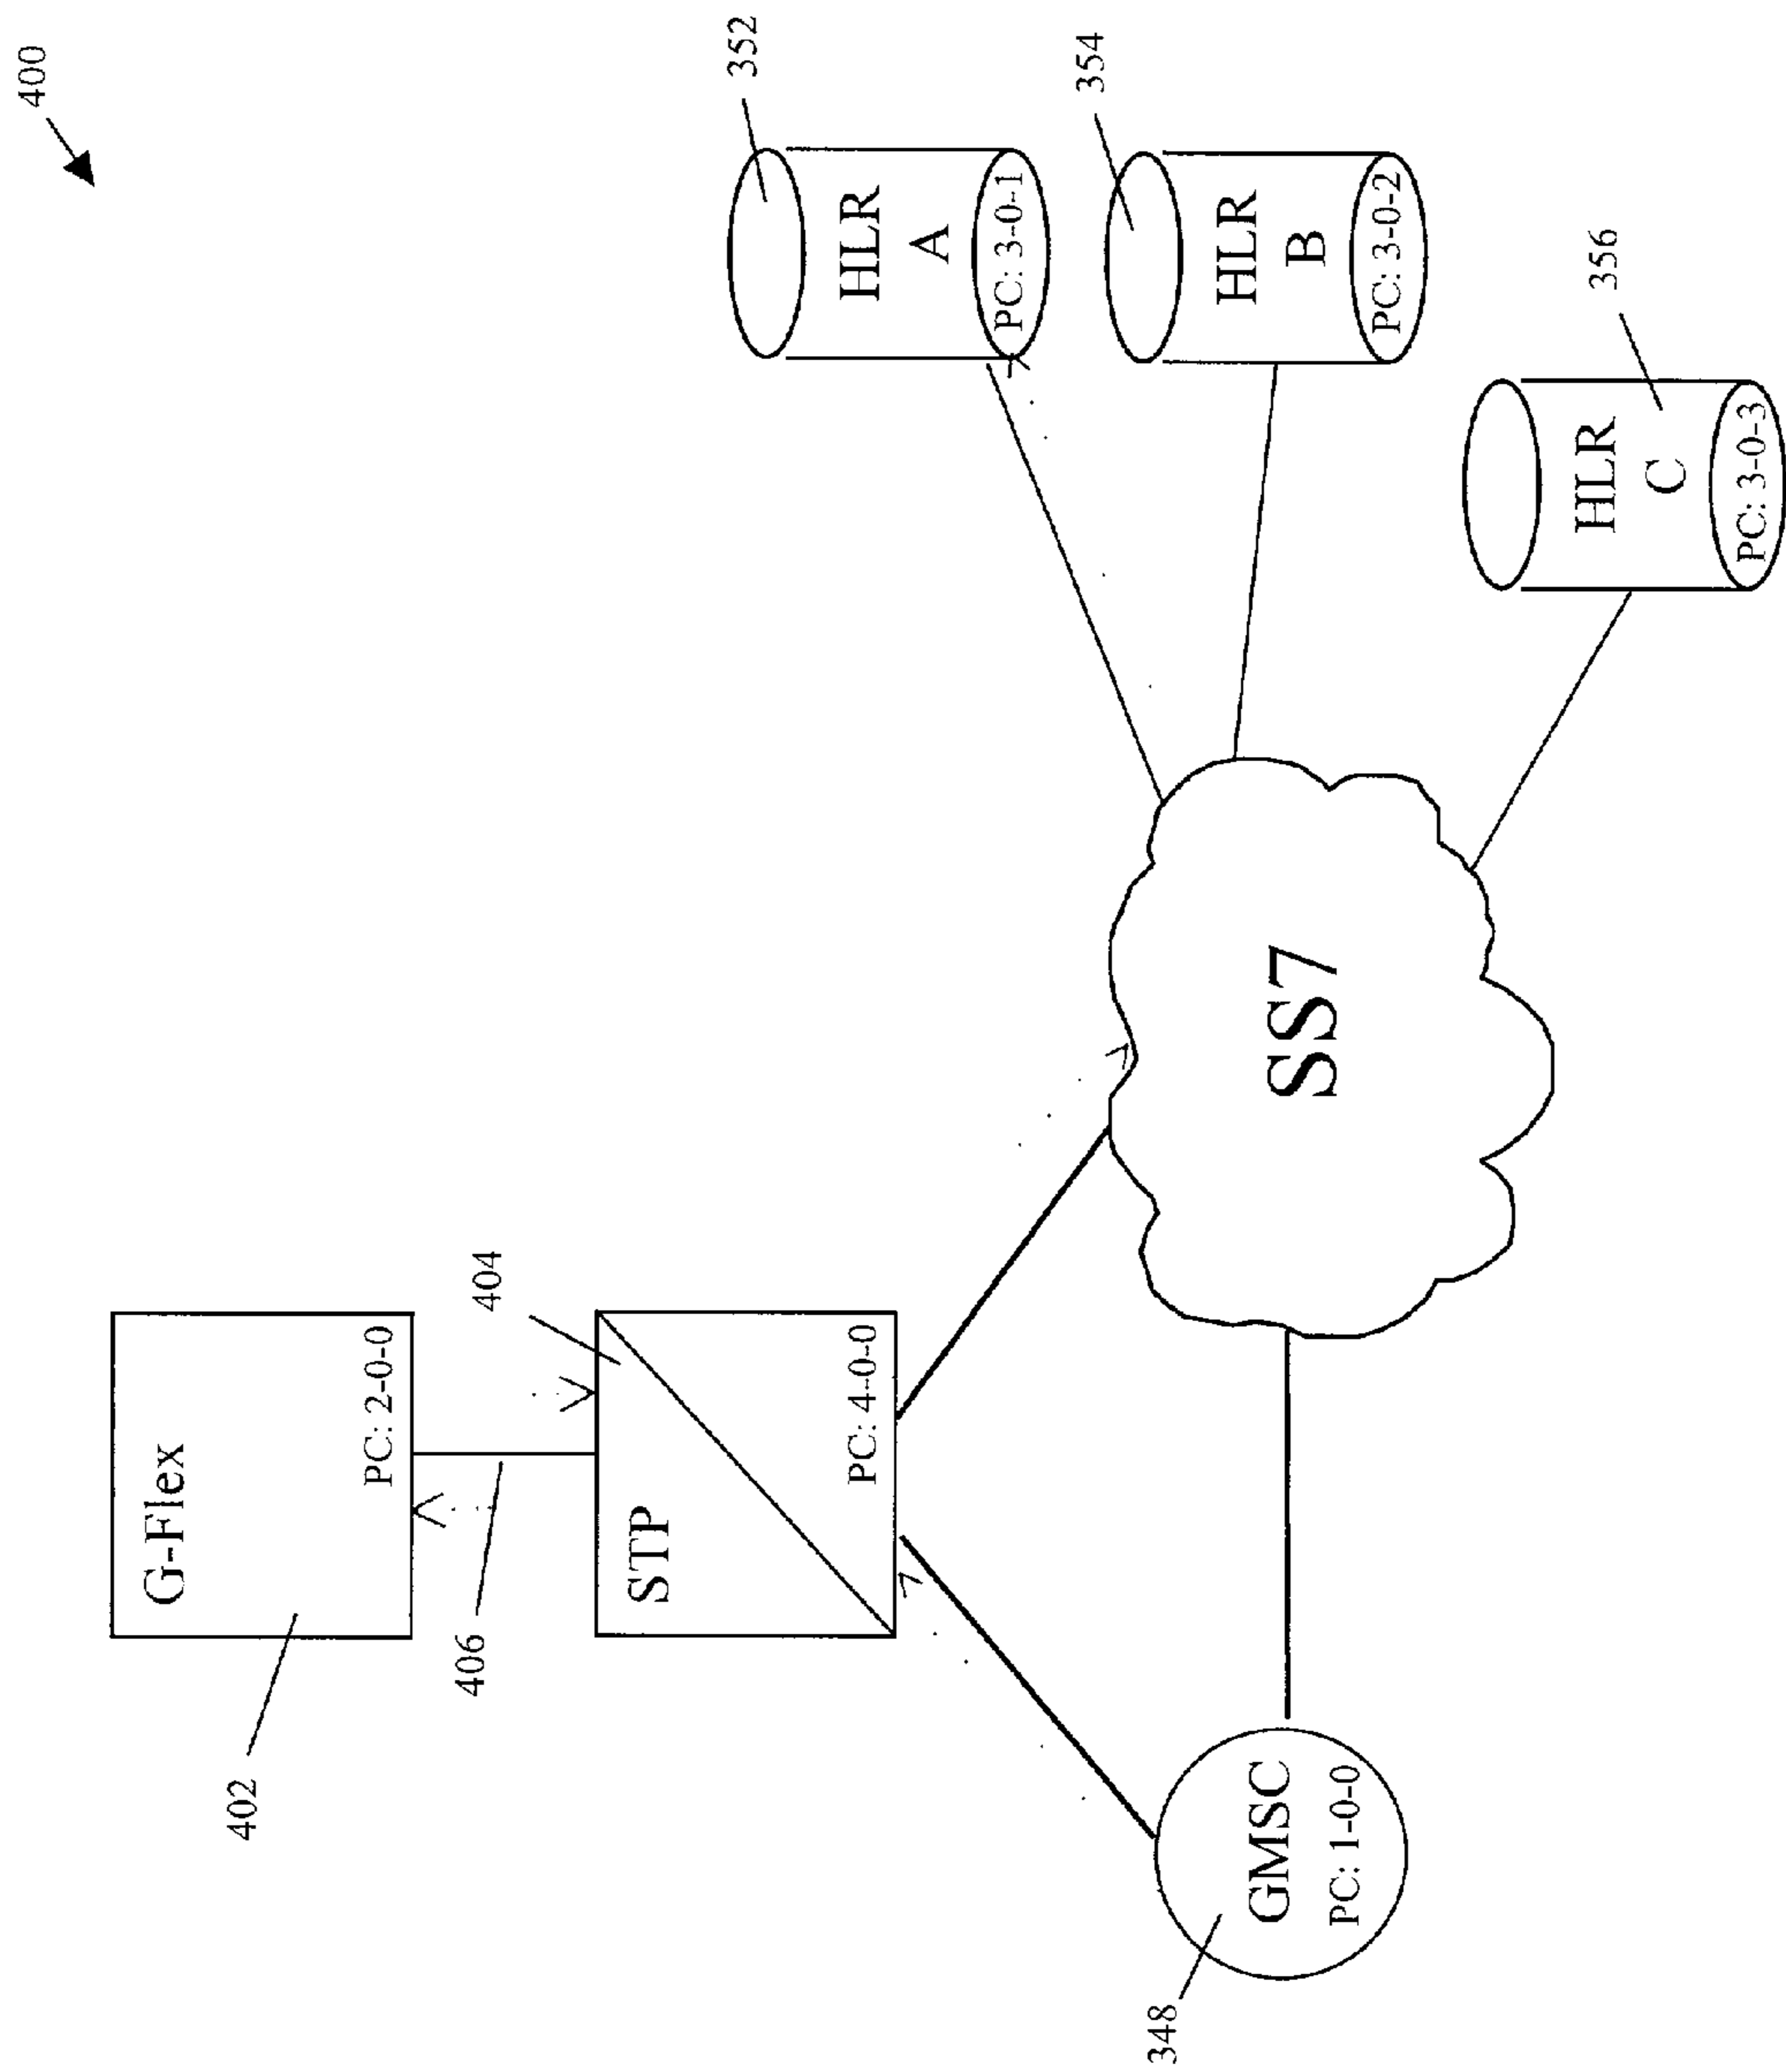 400
402
G-Flex
PC: 2-0-0
406
404
STP
PC: 4-0-0
352
HLR
A
PC: 3-0-1
354
HLR
B
PC: 3-0-2
356
HLR
C
PC: 3-0-3
SS7
348
GMSC
PC: 1-0-0